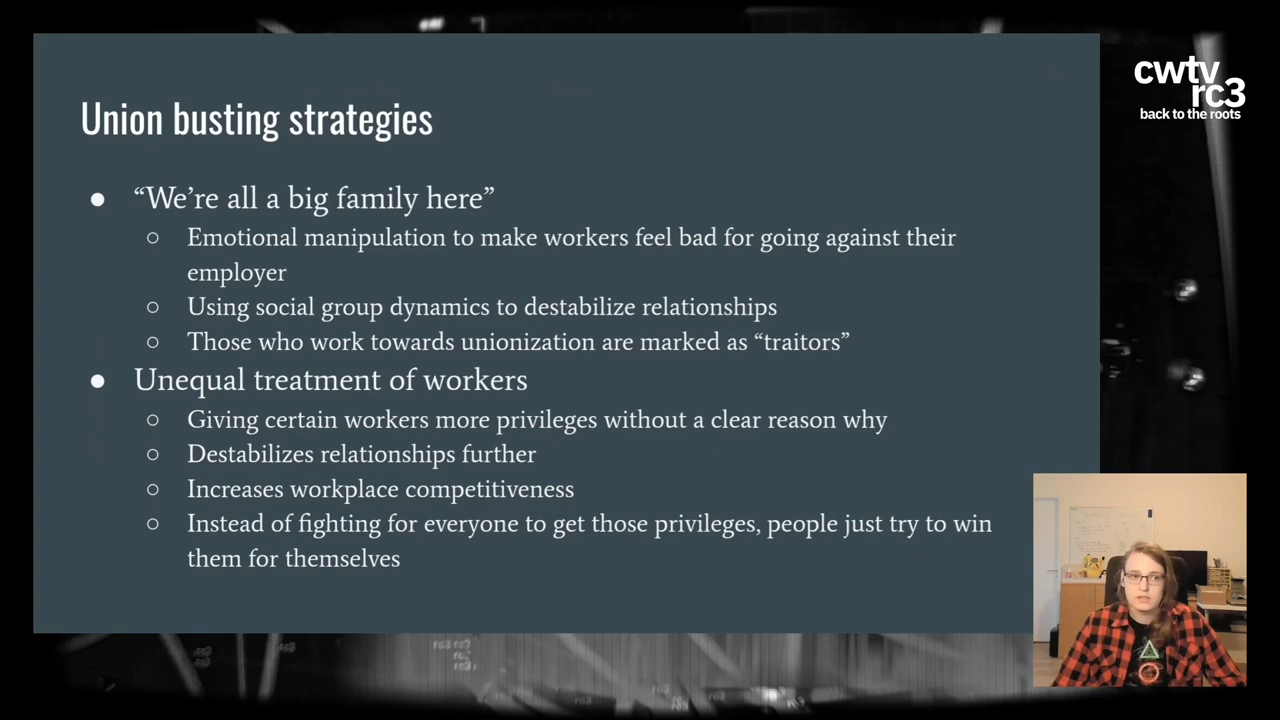 Union busting strategies
● “We’re all a big family here”
○ Emotional manipulation to make workers feel bad for going against their
employer
○ Using social group dynamics to destabilize relationships
○ Those who work towards unionization are marked as “traitors”
● Unequal treatment of workers
○ Giving certain workers more privileges without a clear reason why
○ Destabilizes relationships further
○ Increases workplace competitiveness
○ Instead of fighting for everyone to get those privileges, people just try to win
them for themselves
cwtv
rc3
back to the roots
rc3 rc3